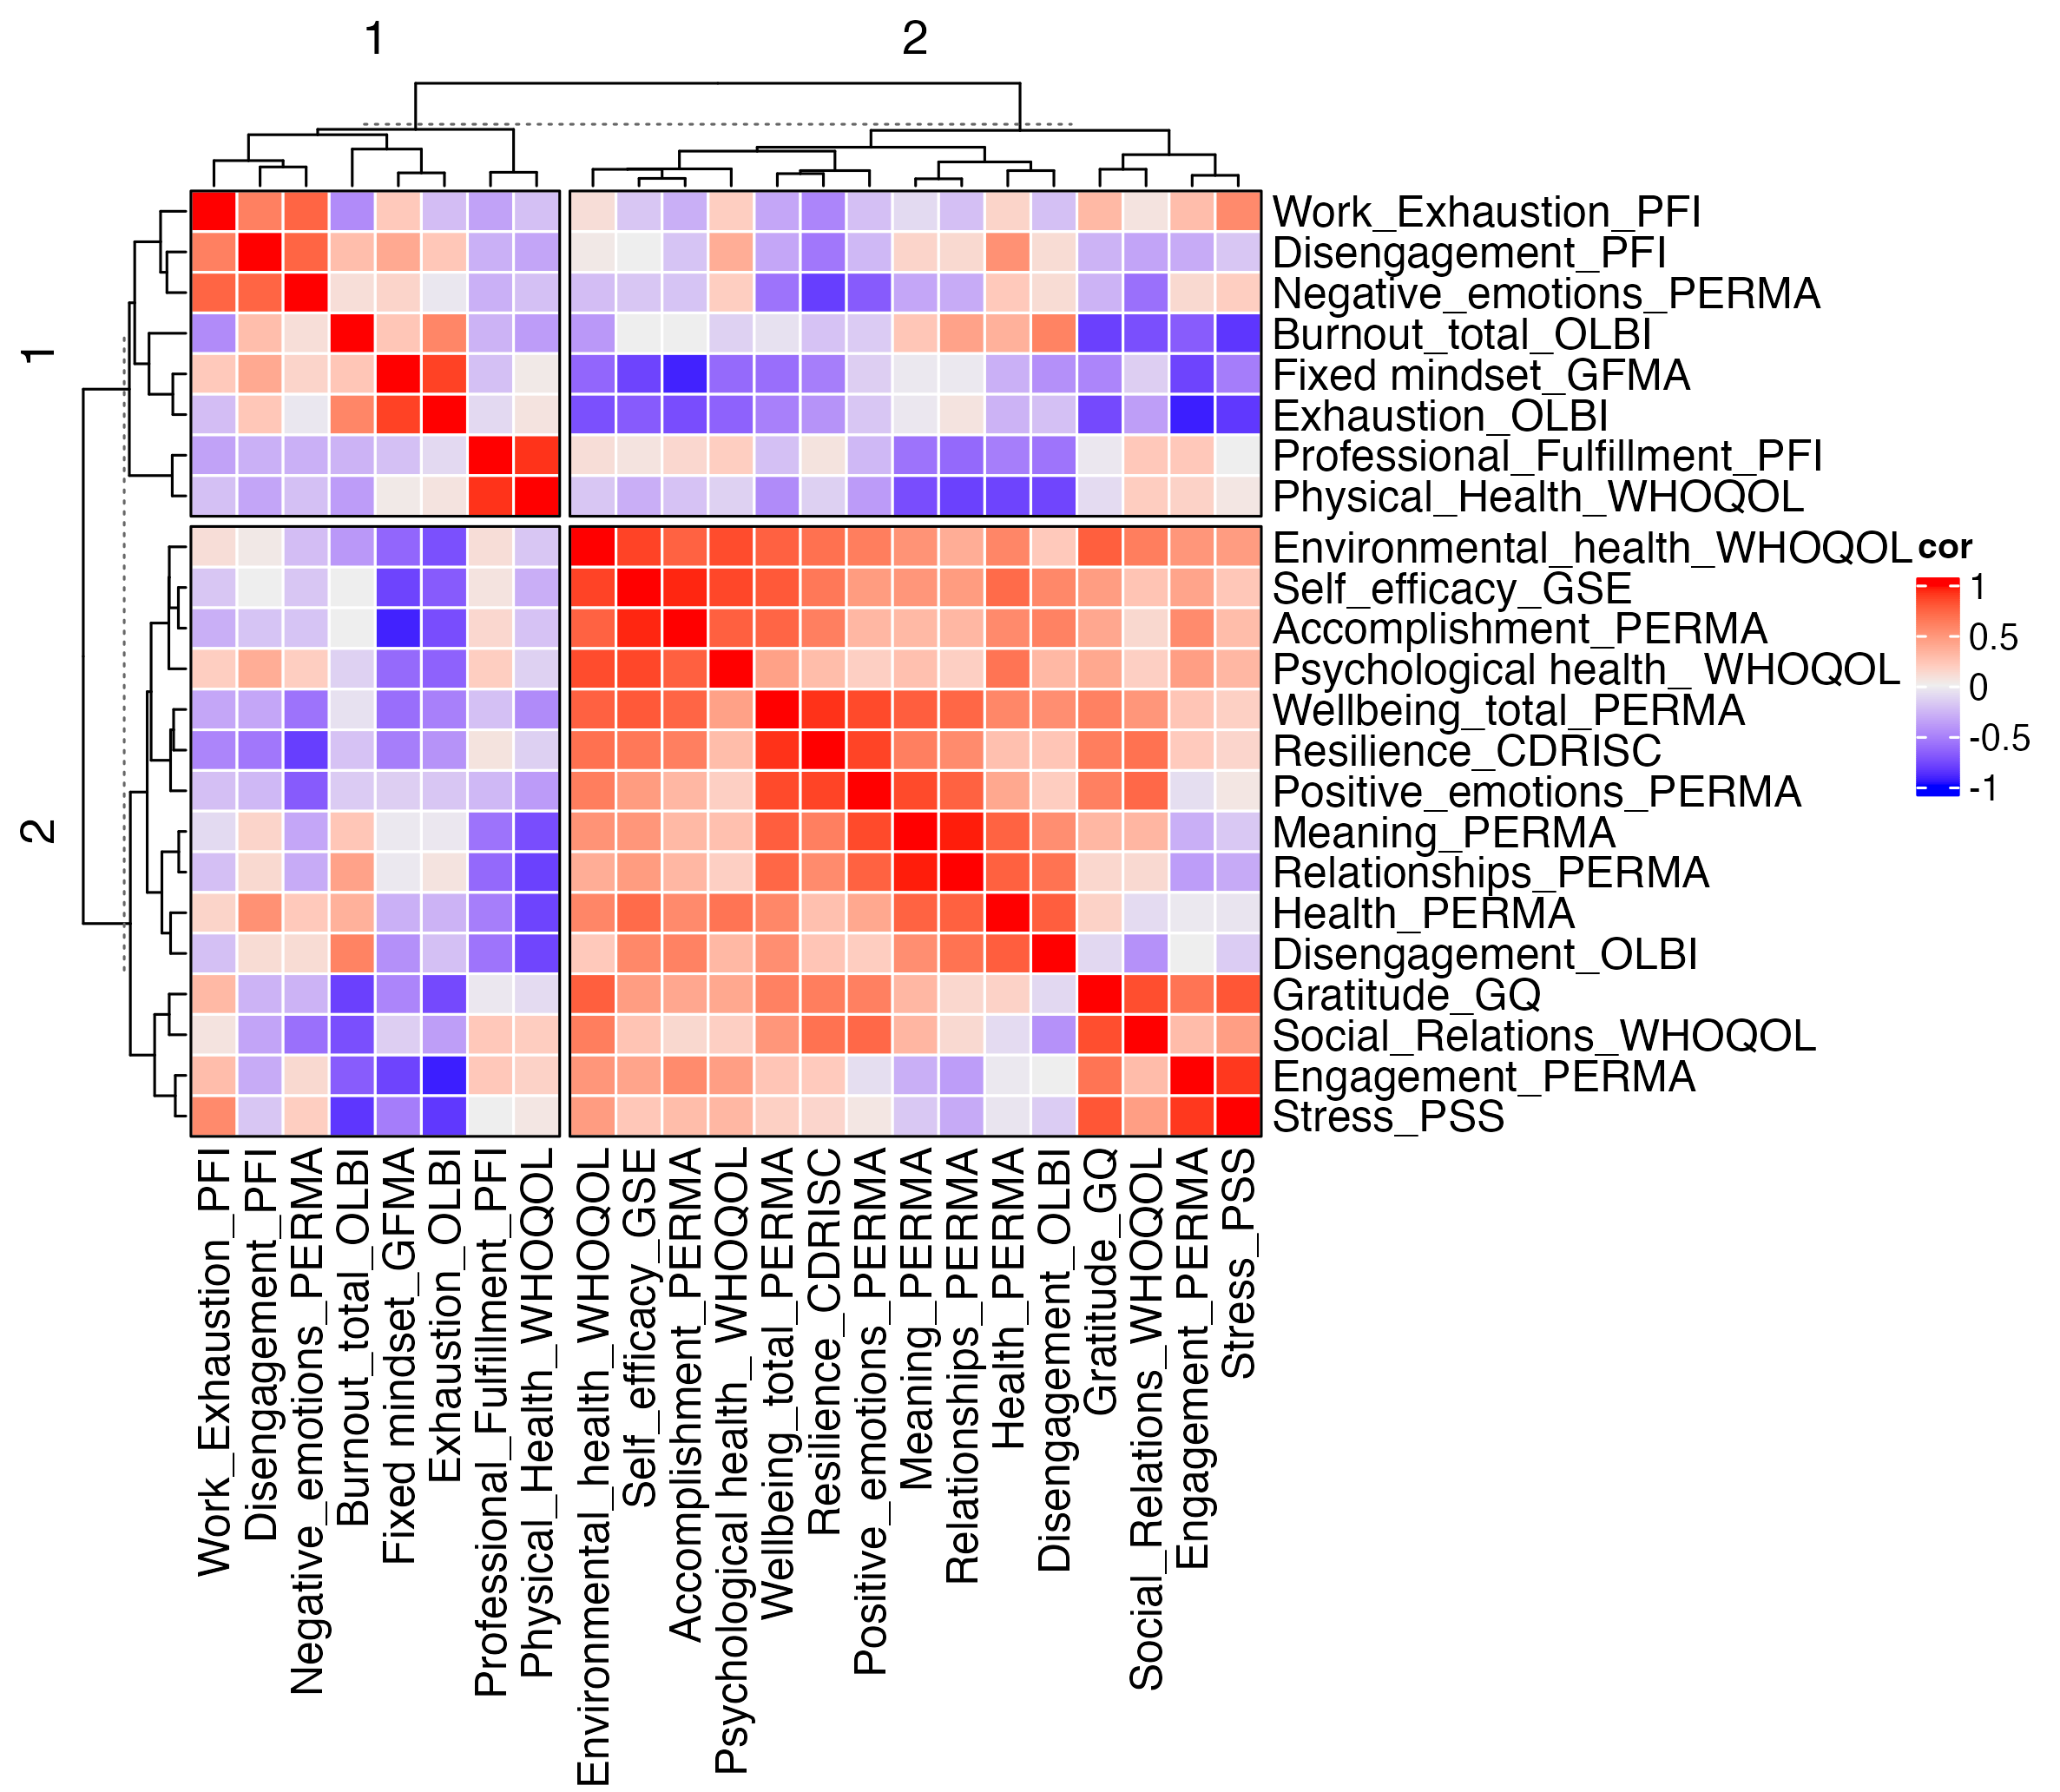 1
2
1
2
Work_Exhaustion_PFI
Disengagement_PFI
Negative_emotions_PERMA
Burnout_total_OLBI
Fixed mindset_GFMA
Exhaustion_OLBI
Professional_Fulfillment_PFI
Physical_Health_WHOQOL
Environmental_health_WHOQOL
Self_efficacy_GSE
Accomplishment_PERMA
Psychological health_ WHOQOL
Wellbeing_total_PERMA
Resilience_CDRISC
Positive_emotions_PERMA
Meaning_PERMA
Relationships_PERMA
Health_PERMA
Disengagement_OLBI
Gratitude_GQ
Social_Relations_WHOQOL
Engagement_PERMA
Stress_PSS
cor
1
0.5
0
-0.5
-1
Work_Exhaustion_PFI
Disengagement_PFI
Negative_emotions_PERMA
Burnout_total_OLBI
Fixed mindset_GFMA
Exhaustion_OLBI
Professional_Fulfillment_PFI
Physical_Health_WHOQOL
Environmental_health_WHOQOL
Self_efficacy_GSE
Accomplishment_PERMA
Psychological health_ WHOQOL
Wellbeing_total_PERMA
Resilience_CDRISC
Positive_emotions_PERMA
Meaning_PERMA
Relationships_PERMA
Health_PERMA
Disengagement_OLBI
Gratitude_GQ
Social_Relations_WHOQOL
Engagement_PERMA
Stress_PSS